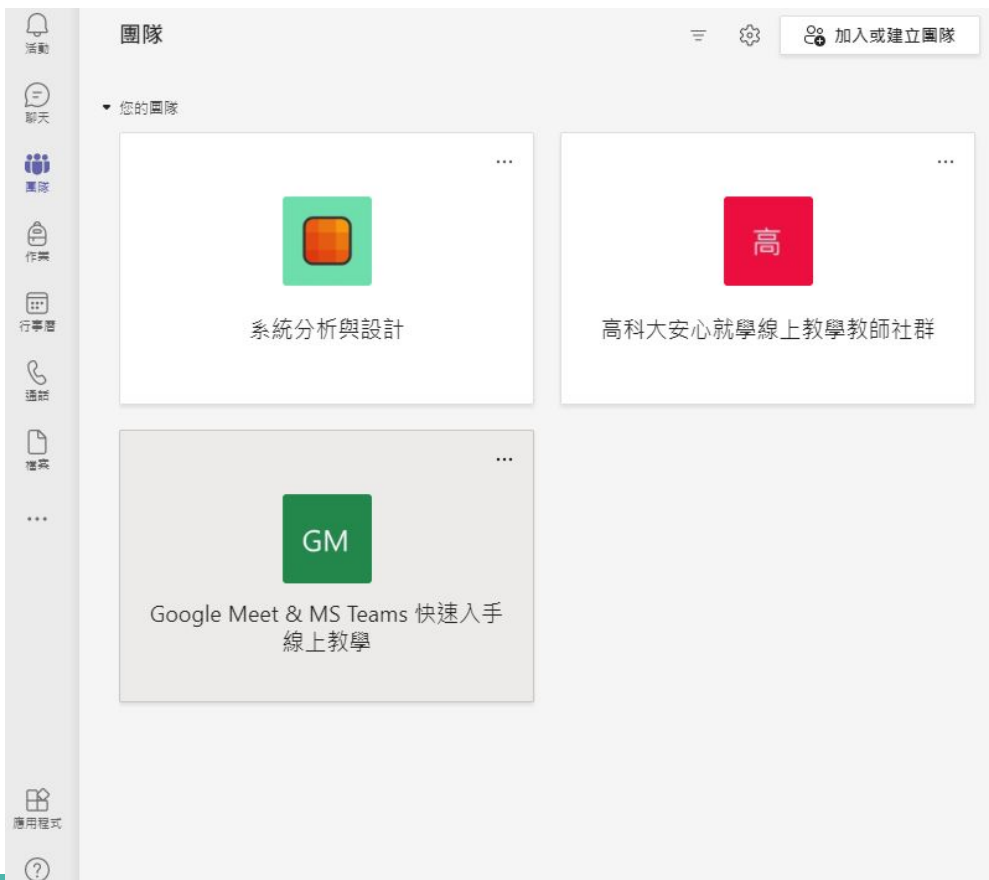 活動
聊天
團隊
作業
行事曆
通話
檔案
應用程式
團隊
加入或建立團隊
您的團隊
系統分析與設計
高
高科大安心就學線上教學教師社群
GM
Google Meet & MS Teams 快速入手
線上教學